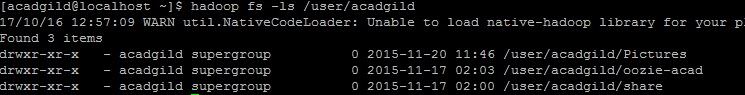 [acadgild@localhost ~]$ hadoop fs -ls /user/acadgild
17/10/16 12:57:09 WARN util.NativeCodeLoader: Unable to load native-hadoop library for your
Found 3 items
drwxr-xr-x   - acadgild supergroup          0 2015-11-20 11:46 /user/acadgild/Pictures
drwxr-xr-x   - acadgild supergroup          0 2015-11-17 02:03 /user/acadgild/oozie-acad
drwxr-xr-x   - acadgild supergroup          0 2015-11-17 02:00 /user/acadgild/share